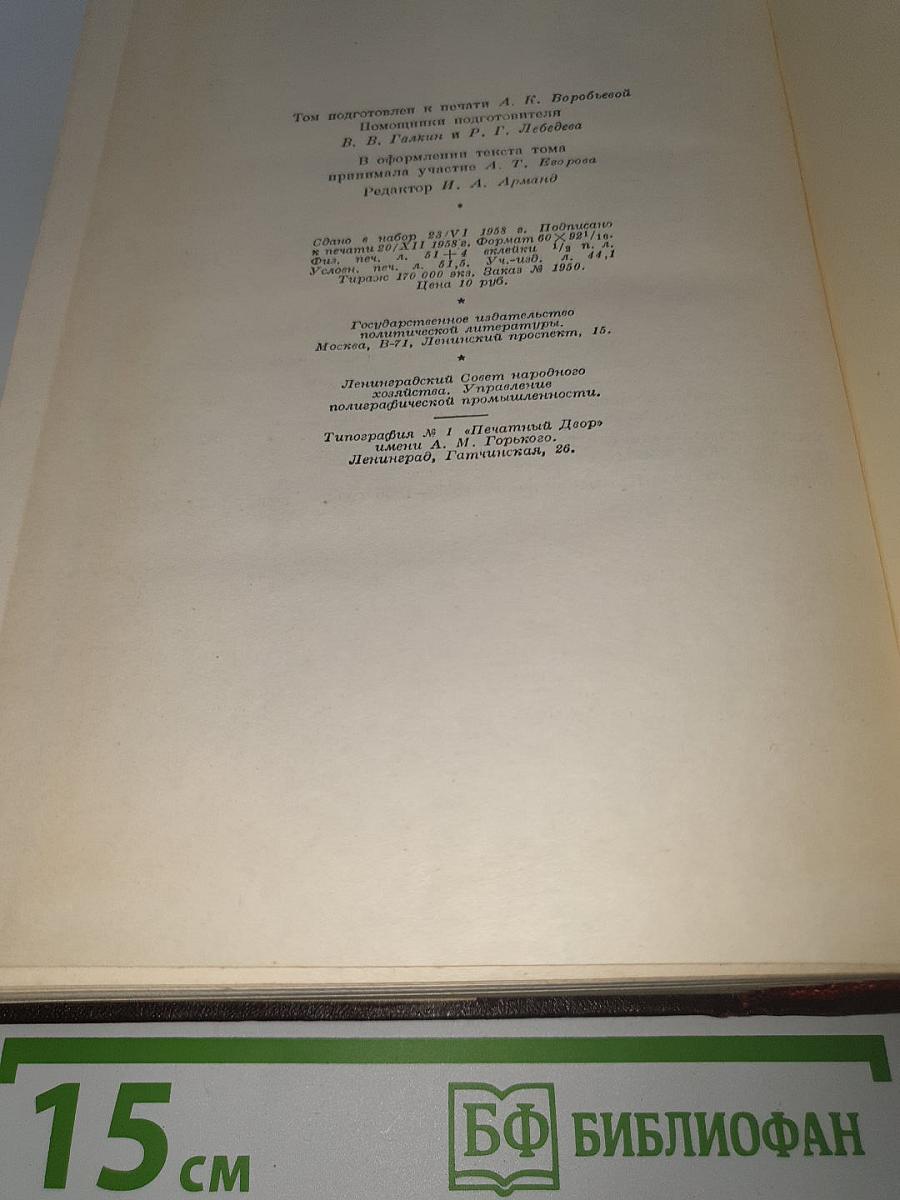 Том подготовлен к печати А. К. Воробьевой
Помощники подготовителя
В. В. Галкин и Р. Г. Лебедева
В оформлении текста тома
принимала участие А. Т. Еворова
Редактор И. А. Арманд
*
Сдано в набор 23/VI 1958 г. Подписано
к печати 20/XII 1958 г. Формат 60 × 92 1/16.
Физ. печ. л. 51 + 4 вклейки 1/2 п. л.
Условн. печ. л. 51,5. Уч.-изд. л. 44,1
Тираж 170 000 экз. Заказ № 1950.
Цена 10 руб.
*
Государственное издательство
политической литературы.
Москва, В-71, Ленинский проспект, 15.
*
Ленинградский Совет народного
хозяйства. Управление
полиграфической промышленности.
Типография № 1 «Печатный Двор»
имени А. М. Горького.
Ленинград, Гатчинская, 26.
15 см
БФ БИБЛИОФАН